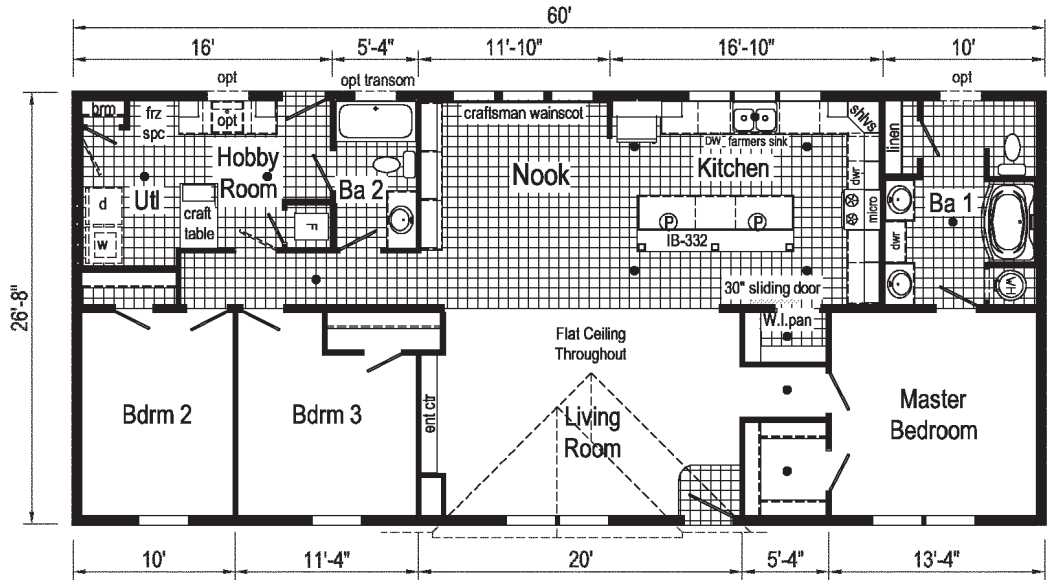 60'
16'
5'-4"
11'-10"
16'-10"
10'
opt
opt transom
opt
brm
frz
spc
opt
craftsman wainscot
DW
farmers sink
shlvs
linen
Hobby
Room
Ba 2
Nook
Kitchen
dwr
micro
Utl
d
w
craft
table
F
P
P
IB-332
Ba 1
dwr
WH
26'-8"
30" sliding door
W.I.pan
Flat Ceiling
Throughout
Bdrm 2
Bdrm 3
ent ctr
Living
Room
Master
Bedroom
10'
11'-4"
20'
5'-4"
13'-4"